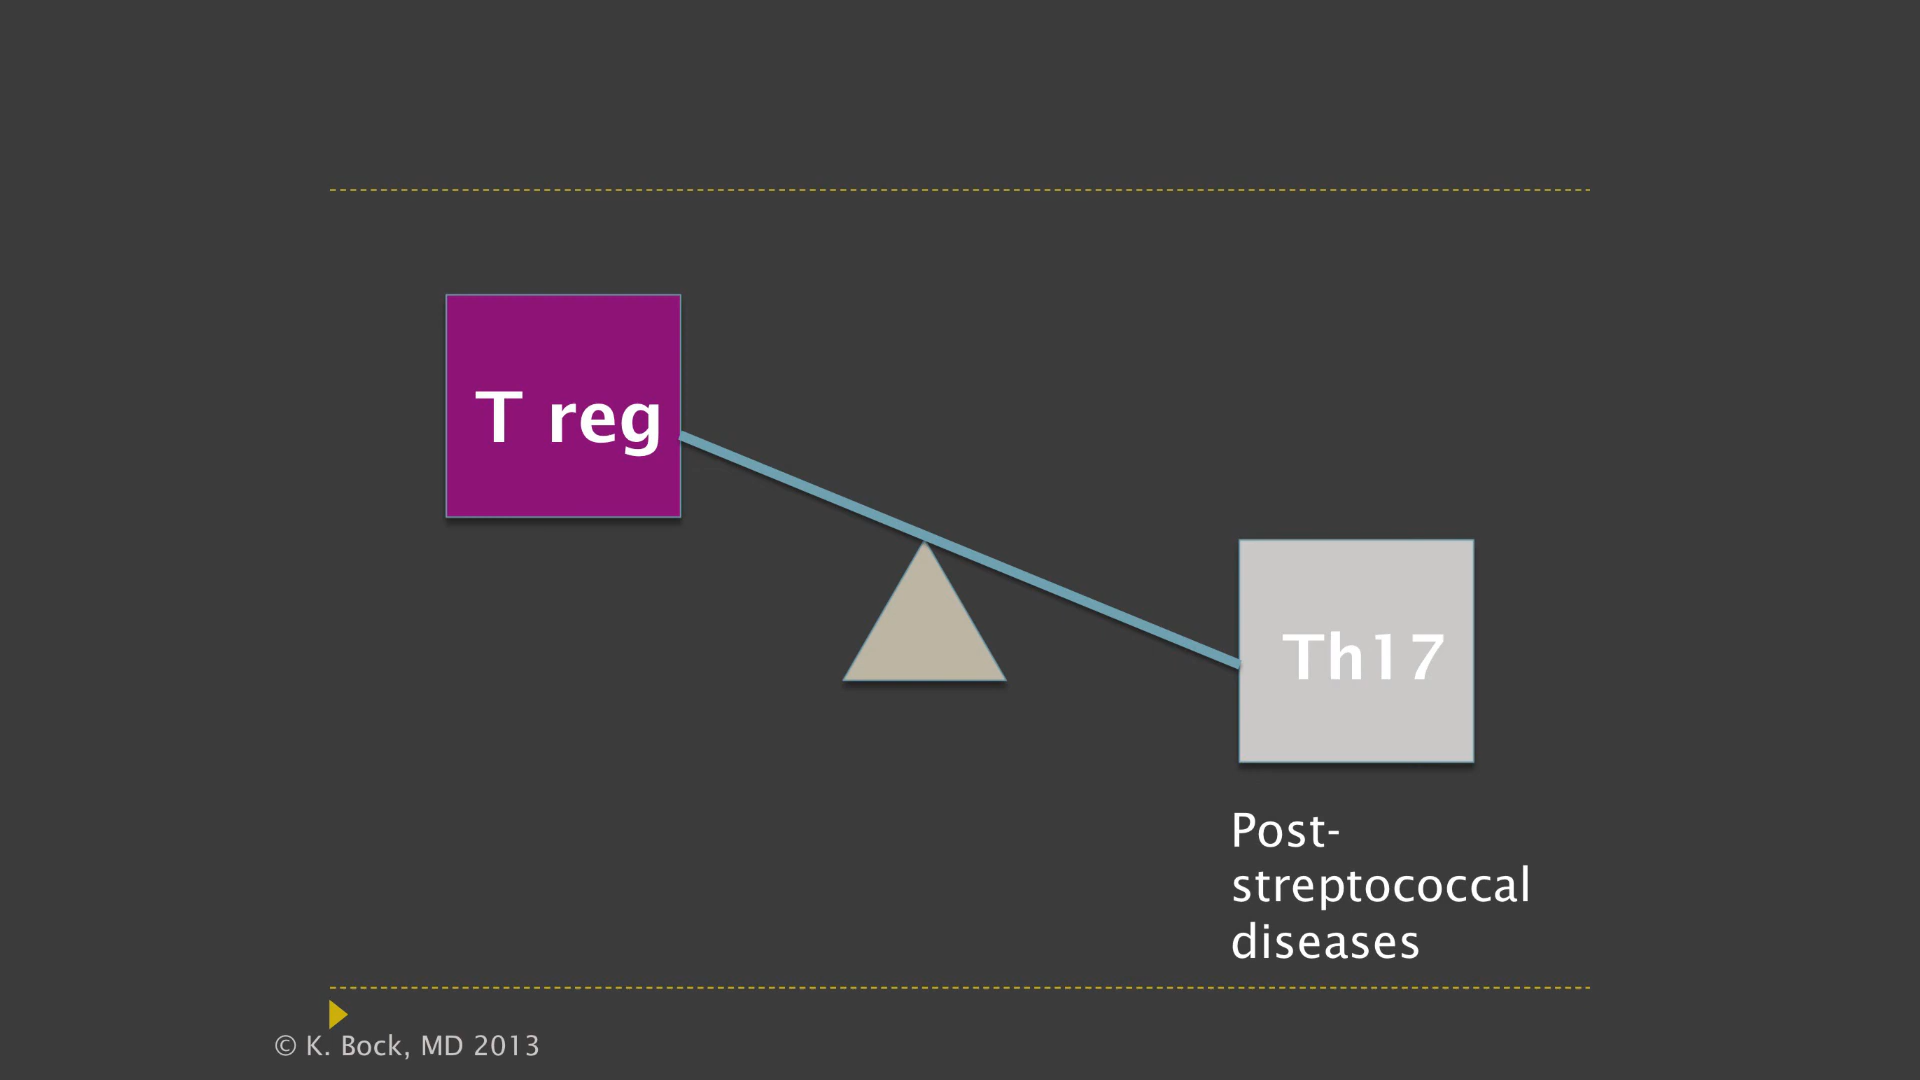 T reg
Th17
Post-
streptococcal
diseases
© K. Bock, MD 2013